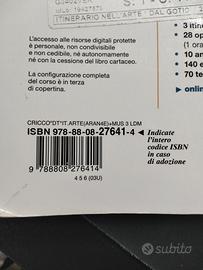 ITINERARIO NELL'ARTE - DAL GOTIC
L'accesso alle risorse digitali protette
è personale, non condivisibile
e non cedibile, né autonomamente
né con la cessione del libro cartaceo.
La configurazione completa
del corso è in terza
di copertina.
3 itin
28 op
(1 or
10 an
140 e
70 te
onlin
CRICCO*DT*IT.ARTE(ARAN4E)+MUS 3 LDM
ISBN 978-88-08-27641-4
Indicate
l'intero
codice ISBN
in caso
di adozione
9 788808 276414
4 5 6 (03U)
subito